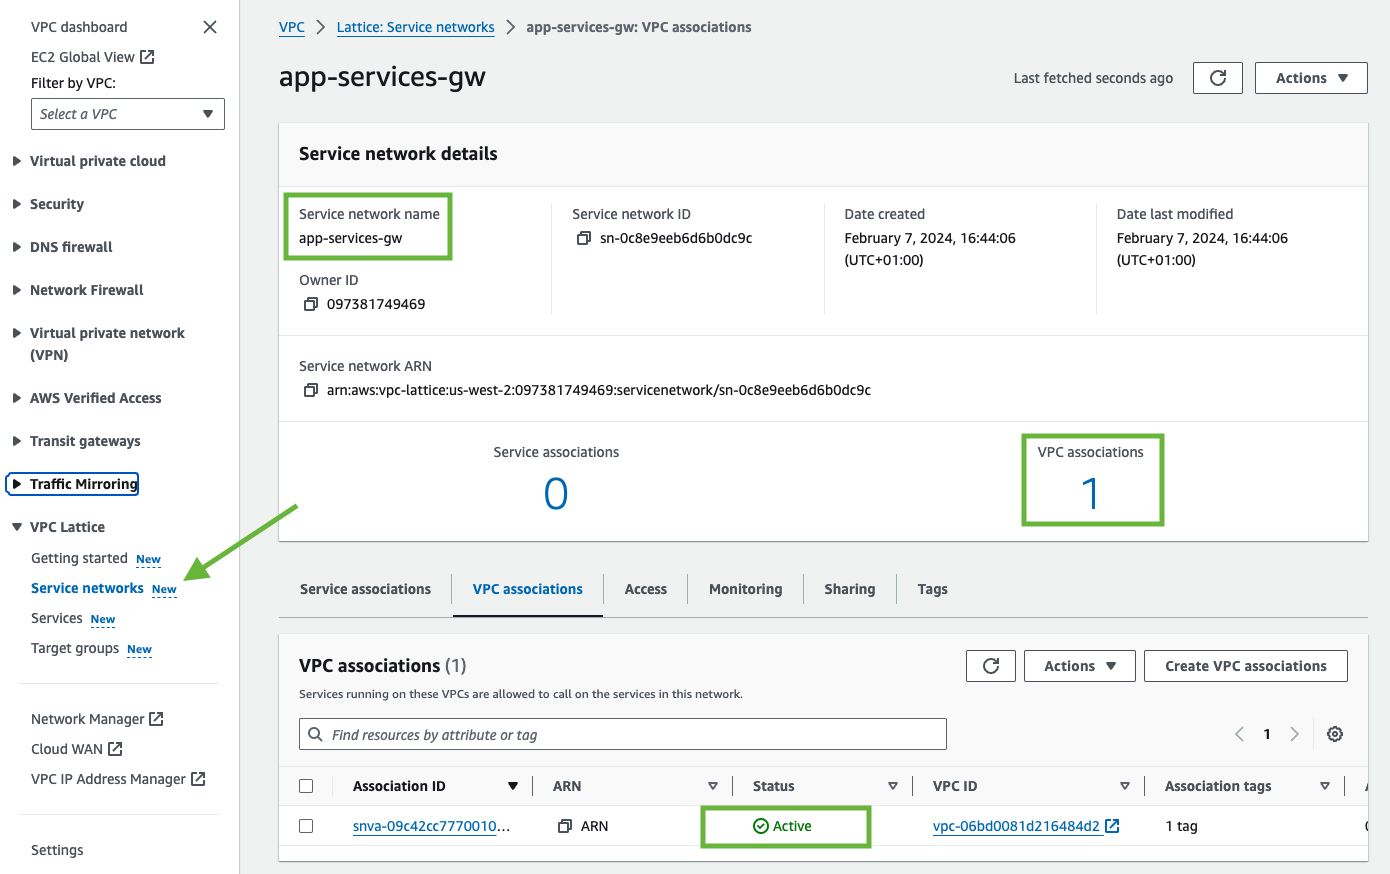 VPC dashboard
EC2 Global View
Filter by VPC:
Select a VPC
Virtual private cloud
Security
DNS firewall
Network Firewall
Virtual private network
(VPN)
AWS Verified Access
Transit gateways
Traffic Mirroring
VPC Lattice
Getting started New
Service networks New
Services New
Target groups New
Network Manager
Cloud WAN
VPC IP Address Manager
Settings
VPC > Lattice: Service networks > app-services-gw: VPC associations
app-services-gw
Last fetched seconds ago
Actions
Service network details
Service network name
app-services-gw
Owner ID
097381749469
Service network ID
sn-0c8e9eeb6d6b0dc9c
Date created
February 7, 2024, 16:44:06
(UTC+01:00)
Date last modified
February 7, 2024, 16:44:06
(UTC+01:00)
Service network ARN
arn:aws:vpc-lattice:us-west-2:097381749469:servicenetwork/sn-0c8e9eeb6d6b0dc9c
Service associations
0
VPC associations
1
Service associations VPC associations Access Monitoring Sharing Tags
VPC associations (1)
Actions
Create VPC associations
Services running on these VPCs are allowed to call on the services in this network.
Find resources by attribute or tag
1
Association ID ARN Status VPC ID Association tags
snva-09c42cc7770010... ARN Active vpc-06bd0081d216484d2 1 tag